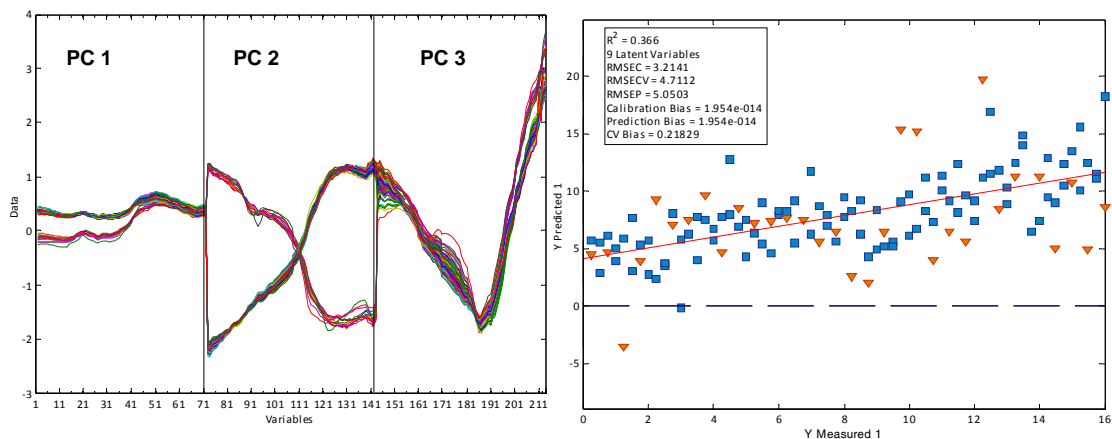 PC 1
PC 2
PC 3
4
3
2
1
0
-1
-2
-3
Data
1 11 21 31 41 51 61 71 81 91 101 111 121 131 141 151 161 171 181 191 201 211
Variables
R2 = 0.366
9 Latent Variables
RMSEC = 3.2141
RMSECV = 4.7112
RMSEP = 5.0503
Calibration Bias = 1.954e-014
Prediction Bias = 1.954e-014
CV Bias = 0.21829
20
15
10
5
0
-5
Y Predicted 1
0 2 4 6 8 10 12 14 16
Y Measured 1